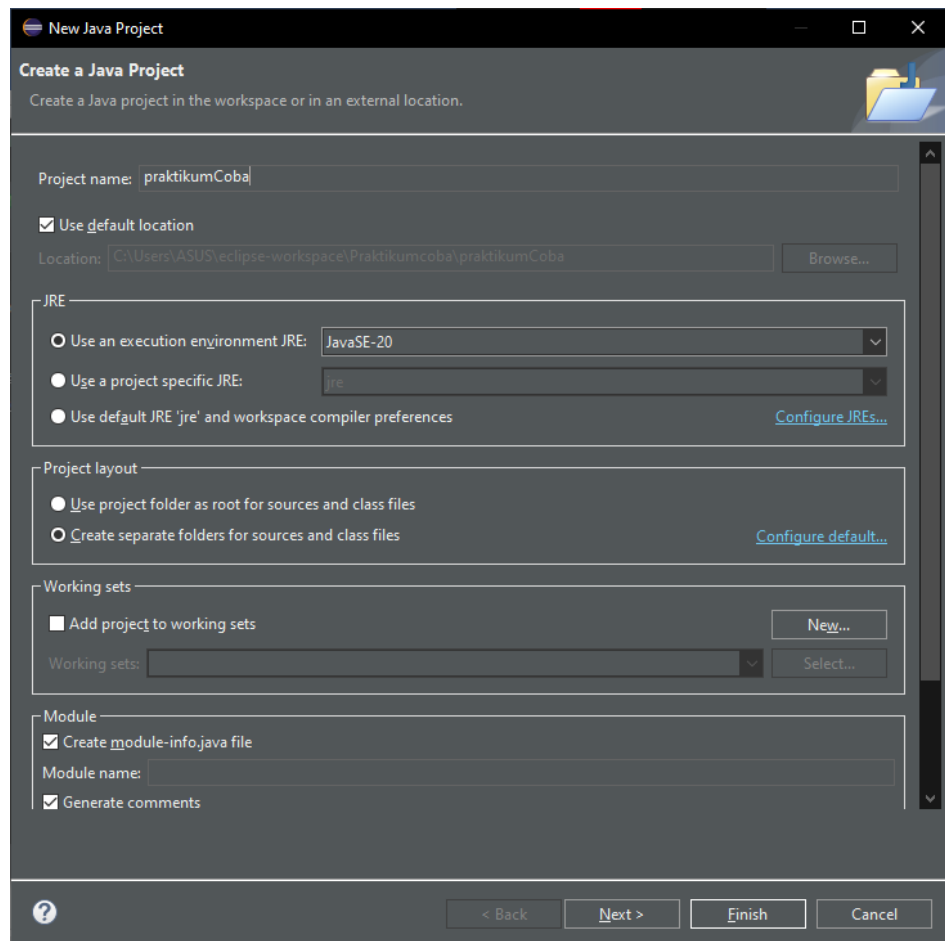 New Java Project
Create a Java Project
Create a Java project in the workspace or in an external location.
Project name: praktikumCoba
Use default location
Location: C:\Users\ASUS\eclipse-workspace\Praktikumcoba\praktikumCoba Browse...
JRE
Use an execution environment JRE: JavaSE-20
Use a project specific JRE: jre
Use default JRE 'jre' and workspace compiler preferences Configure JREs...
Project layout
Use project folder as root for sources and class files
Create separate folders for sources and class files Configure default...
Working sets
Add project to working sets New...
Working sets: Select...
Module
Create module-info.java file
Module name:
Generate comments
? < Back Next > Finish Cancel